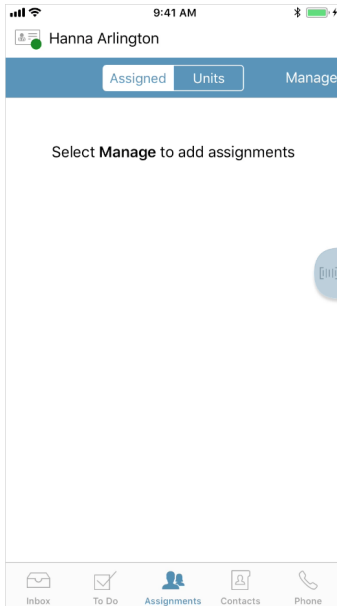 9:41 AM
Hanna Arlington
Assigned Units Manage
Select Manage to add assignments
Inbox To Do Assignments Contacts Phone